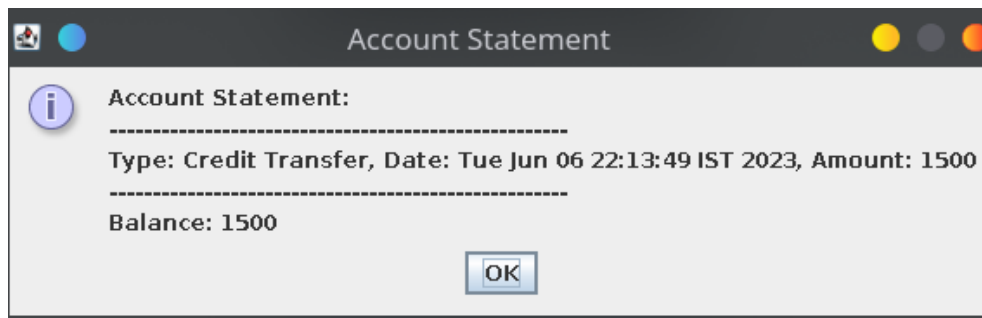 Account Statement
Account Statement:
----------------------------------------------------
Type: Credit Transfer, Date: Tue Jun 06 22:13:49 IST 2023, Amount: 1500
----------------------------------------------------
Balance: 1500
OK